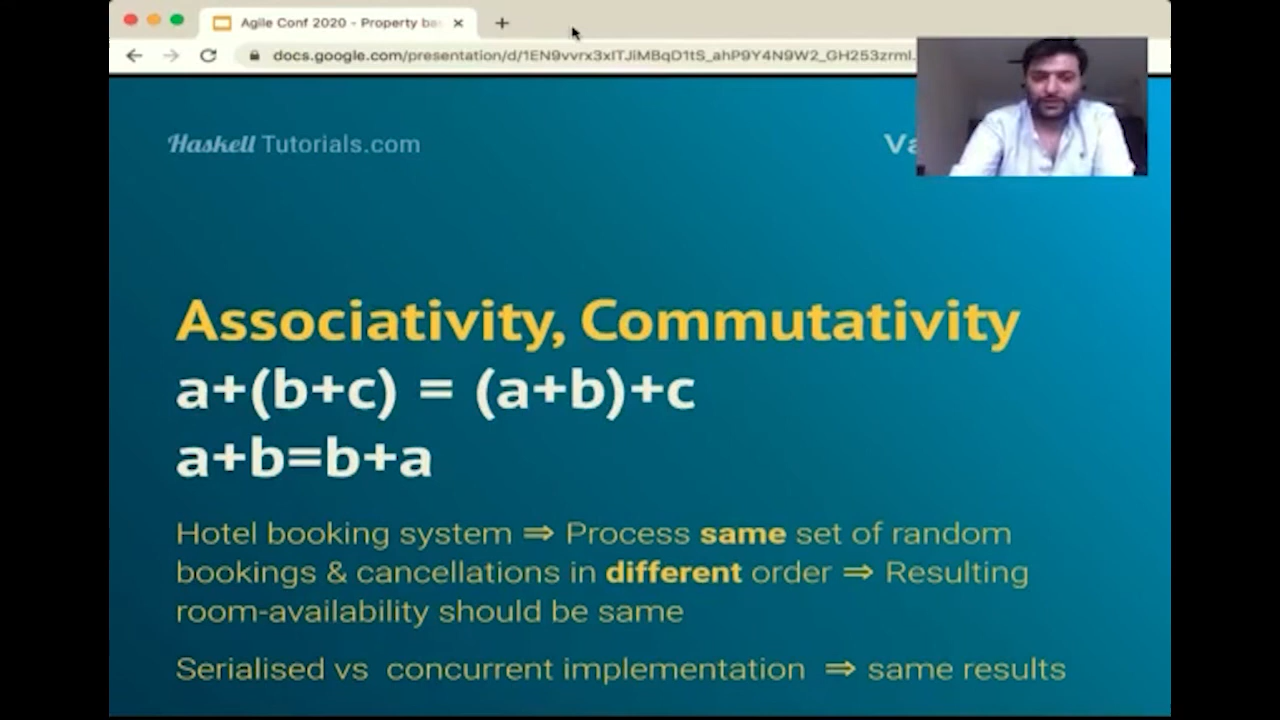 Agile Conf 2020 - Property ba
docs.google.com/presentation/d/1EN9vvrx3xITJiMBqD1tS_ahP9Y4N9W2_GH253zrmI.
Haskell Tutorials.com
Associativity, Commutativity
a+(b+c) = (a+b)+c
a+b=b+a
Hotel booking system ⇒ Process same set of random
bookings & cancellations in different order ⇒ Resulting
room-availability should be same
Serialised vs concurrent implementation ⇒ same results